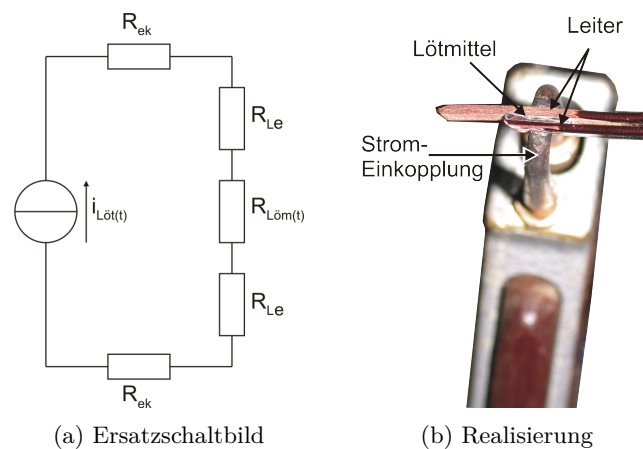 R_ek
R_Le
i_Löt(t)
R_Löm(t)
R_Le
R_ek
(a) Ersatzschaltbild
Leiter
Lötmittel
Strom-
Einkopplung
(b) Realisierung